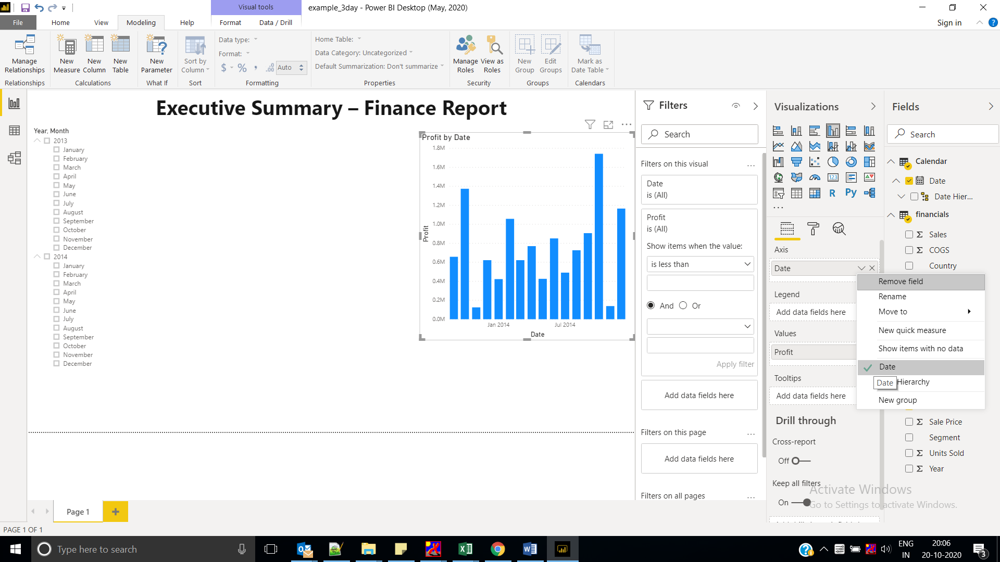 Visual tools
example_3day - Power BI Desktop (May, 2020)
File
Home
View
Modeling
Help
Format
Data / Drill
Sign in
Manage Relationships
New Measure
New Column
New Table
New Parameter
Sort by Column
Data type:
Format:
$ % , .00 Auto
Home Table:
Data Category: Uncategorized
Default Summarization: Don't summarize
Manage Roles
View as Roles
New Group
Edit Groups
Mark as Date Table
Relationships
Calculations
What If
Sort
Formatting
Properties
Security
Groups
Calendars
Executive Summary – Finance Report
Year, Month
2013
January
February
March
April
May
June
July
August
September
October
November
December
2014
January
February
March
April
May
June
July
August
September
October
November
December
Profit by Date
1.8M
1.6M
1.4M
1.2M
1.0M
0.8M
0.6M
0.4M
0.2M
0.0M
Profit
Jan 2014
Jul 2014
Date
Filters
Search
Filters on this visual
Date
is (All)
Profit
is (All)
Show items when the value:
is less than
And
Or
Apply filter
Add data fields here
Filters on this page
Add data fields here
Filters on all pages
Visualizations
123
R
Py
Axis
Date
Legend
Add data fields here
Values
Profit
Tooltips
Add data fields here
Drill through
Cross-report
Off
Keep all filters
On
Remove field
Rename
Move to
New quick measure
Show items with no data
Date
Date
Hierarchy
New group
Fields
Search
Calendar
Date
Date Hier...
financials
Sales
COGS
Country
Sale Price
Segment
Units Sold
Year
Activate Windows
Go to Settings to activate Windows.
Page 1
PAGE 1 OF 1
Type here to search
ENG
IN
20:06
20-10-2020
3